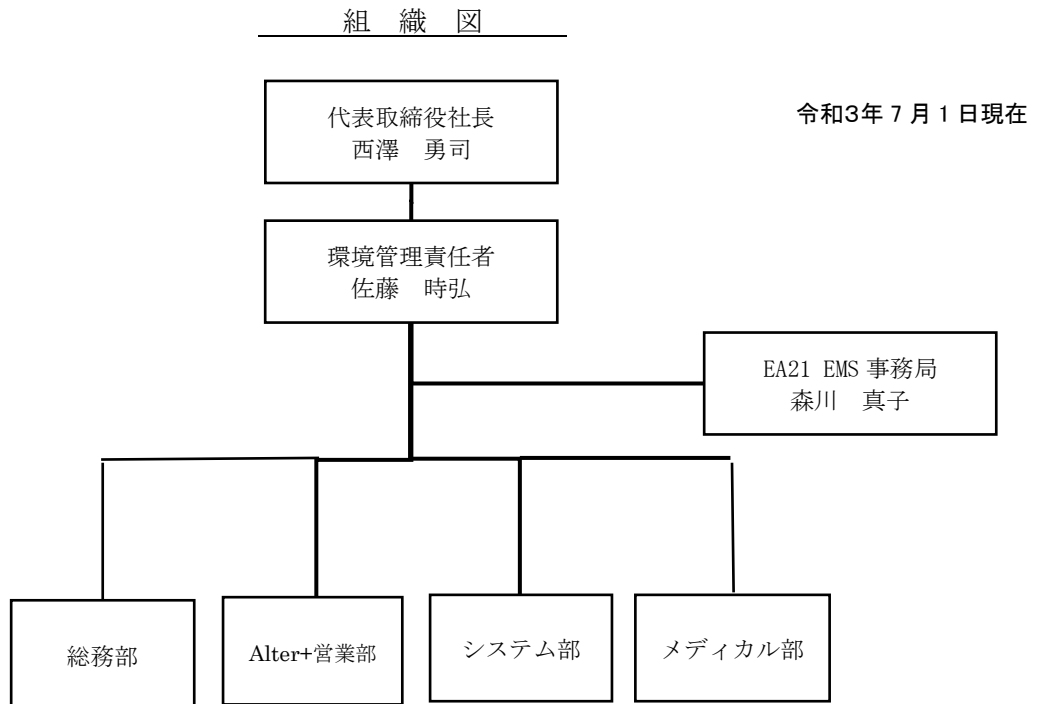 組　織　図
令和3年7月1日現在
代表取締役社長
西澤　勇司
環境管理責任者
佐藤　時弘
EA21 EMS 事務局
森川　真子
総務部
Alter+営業部
システム部
メディカル部